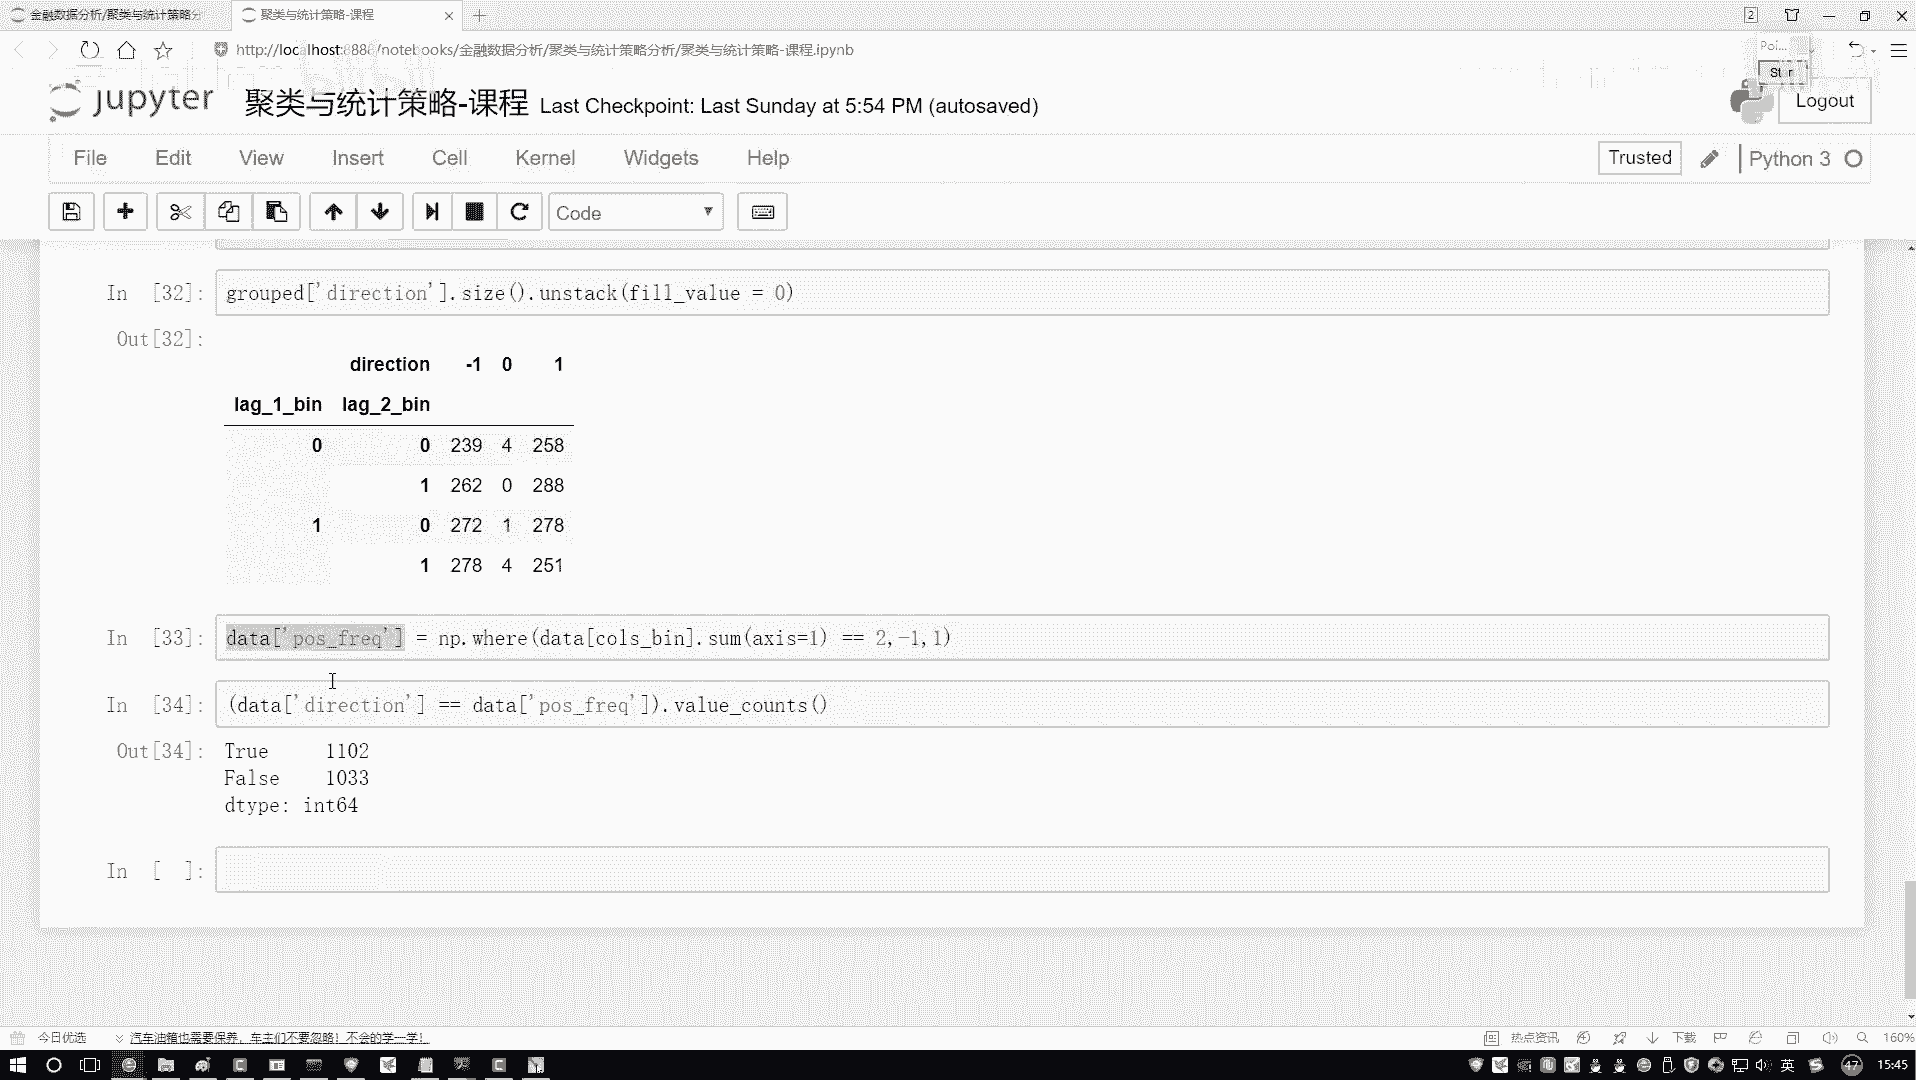 金融数据分析/聚类与统计策略分
聚类与统计策略-课程
2
http://localhost:8888/notebooks/金融数据分析/聚类与统计策略分析/聚类与统计策略-课程.ipynb
Poi...
jupyter 聚类与统计策略-课程 Last Checkpoint: Last Sunday at 5:54 PM (autosaved)
Logout
File Edit View Insert Cell Kernel Widgets Help
Trusted Python 3
Code
In [32]: grouped['direction'].size().unstack(fill_value = 0)
Out[32]:
direction -1 0 1
lag_1_bin lag_2_bin
0 0 239 4 258
1 262 0 288
1 0 272 1 278
1 278 4 251
In [33]: data['pos_freq'] = np.where(data[cols_bin].sum(axis=1) == 2,-1,1)
In [34]: (data['direction'] == data['pos_freq']).value_counts()
Out[34]: True 1102
False 1033
dtype: int64
In [ ]:
今日优选 汽车油箱也需要保养，车主们不要忽略！不会的学一学！
热点资讯 下载 160%
英 47 15:45